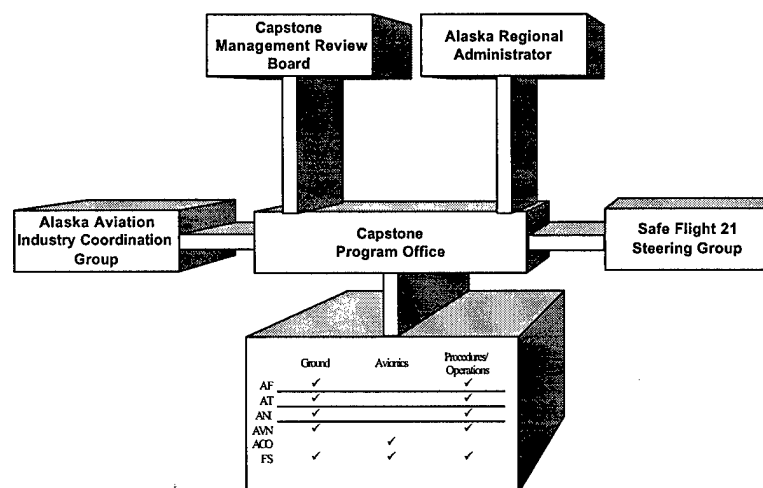 Capstone
Management Review
Board
Alaska Regional
Administrator
Alaska Aviation
Industry Coordination
Group
Capstone
Program Office
Safe Flight 21
Steering Group
Ground Avionics Procedures/
Operations
AF ✓ ✓
AT ✓ ✓
ANI ✓ ✓
AVN ✓ ✓
ACO ✓
FS ✓ ✓ ✓